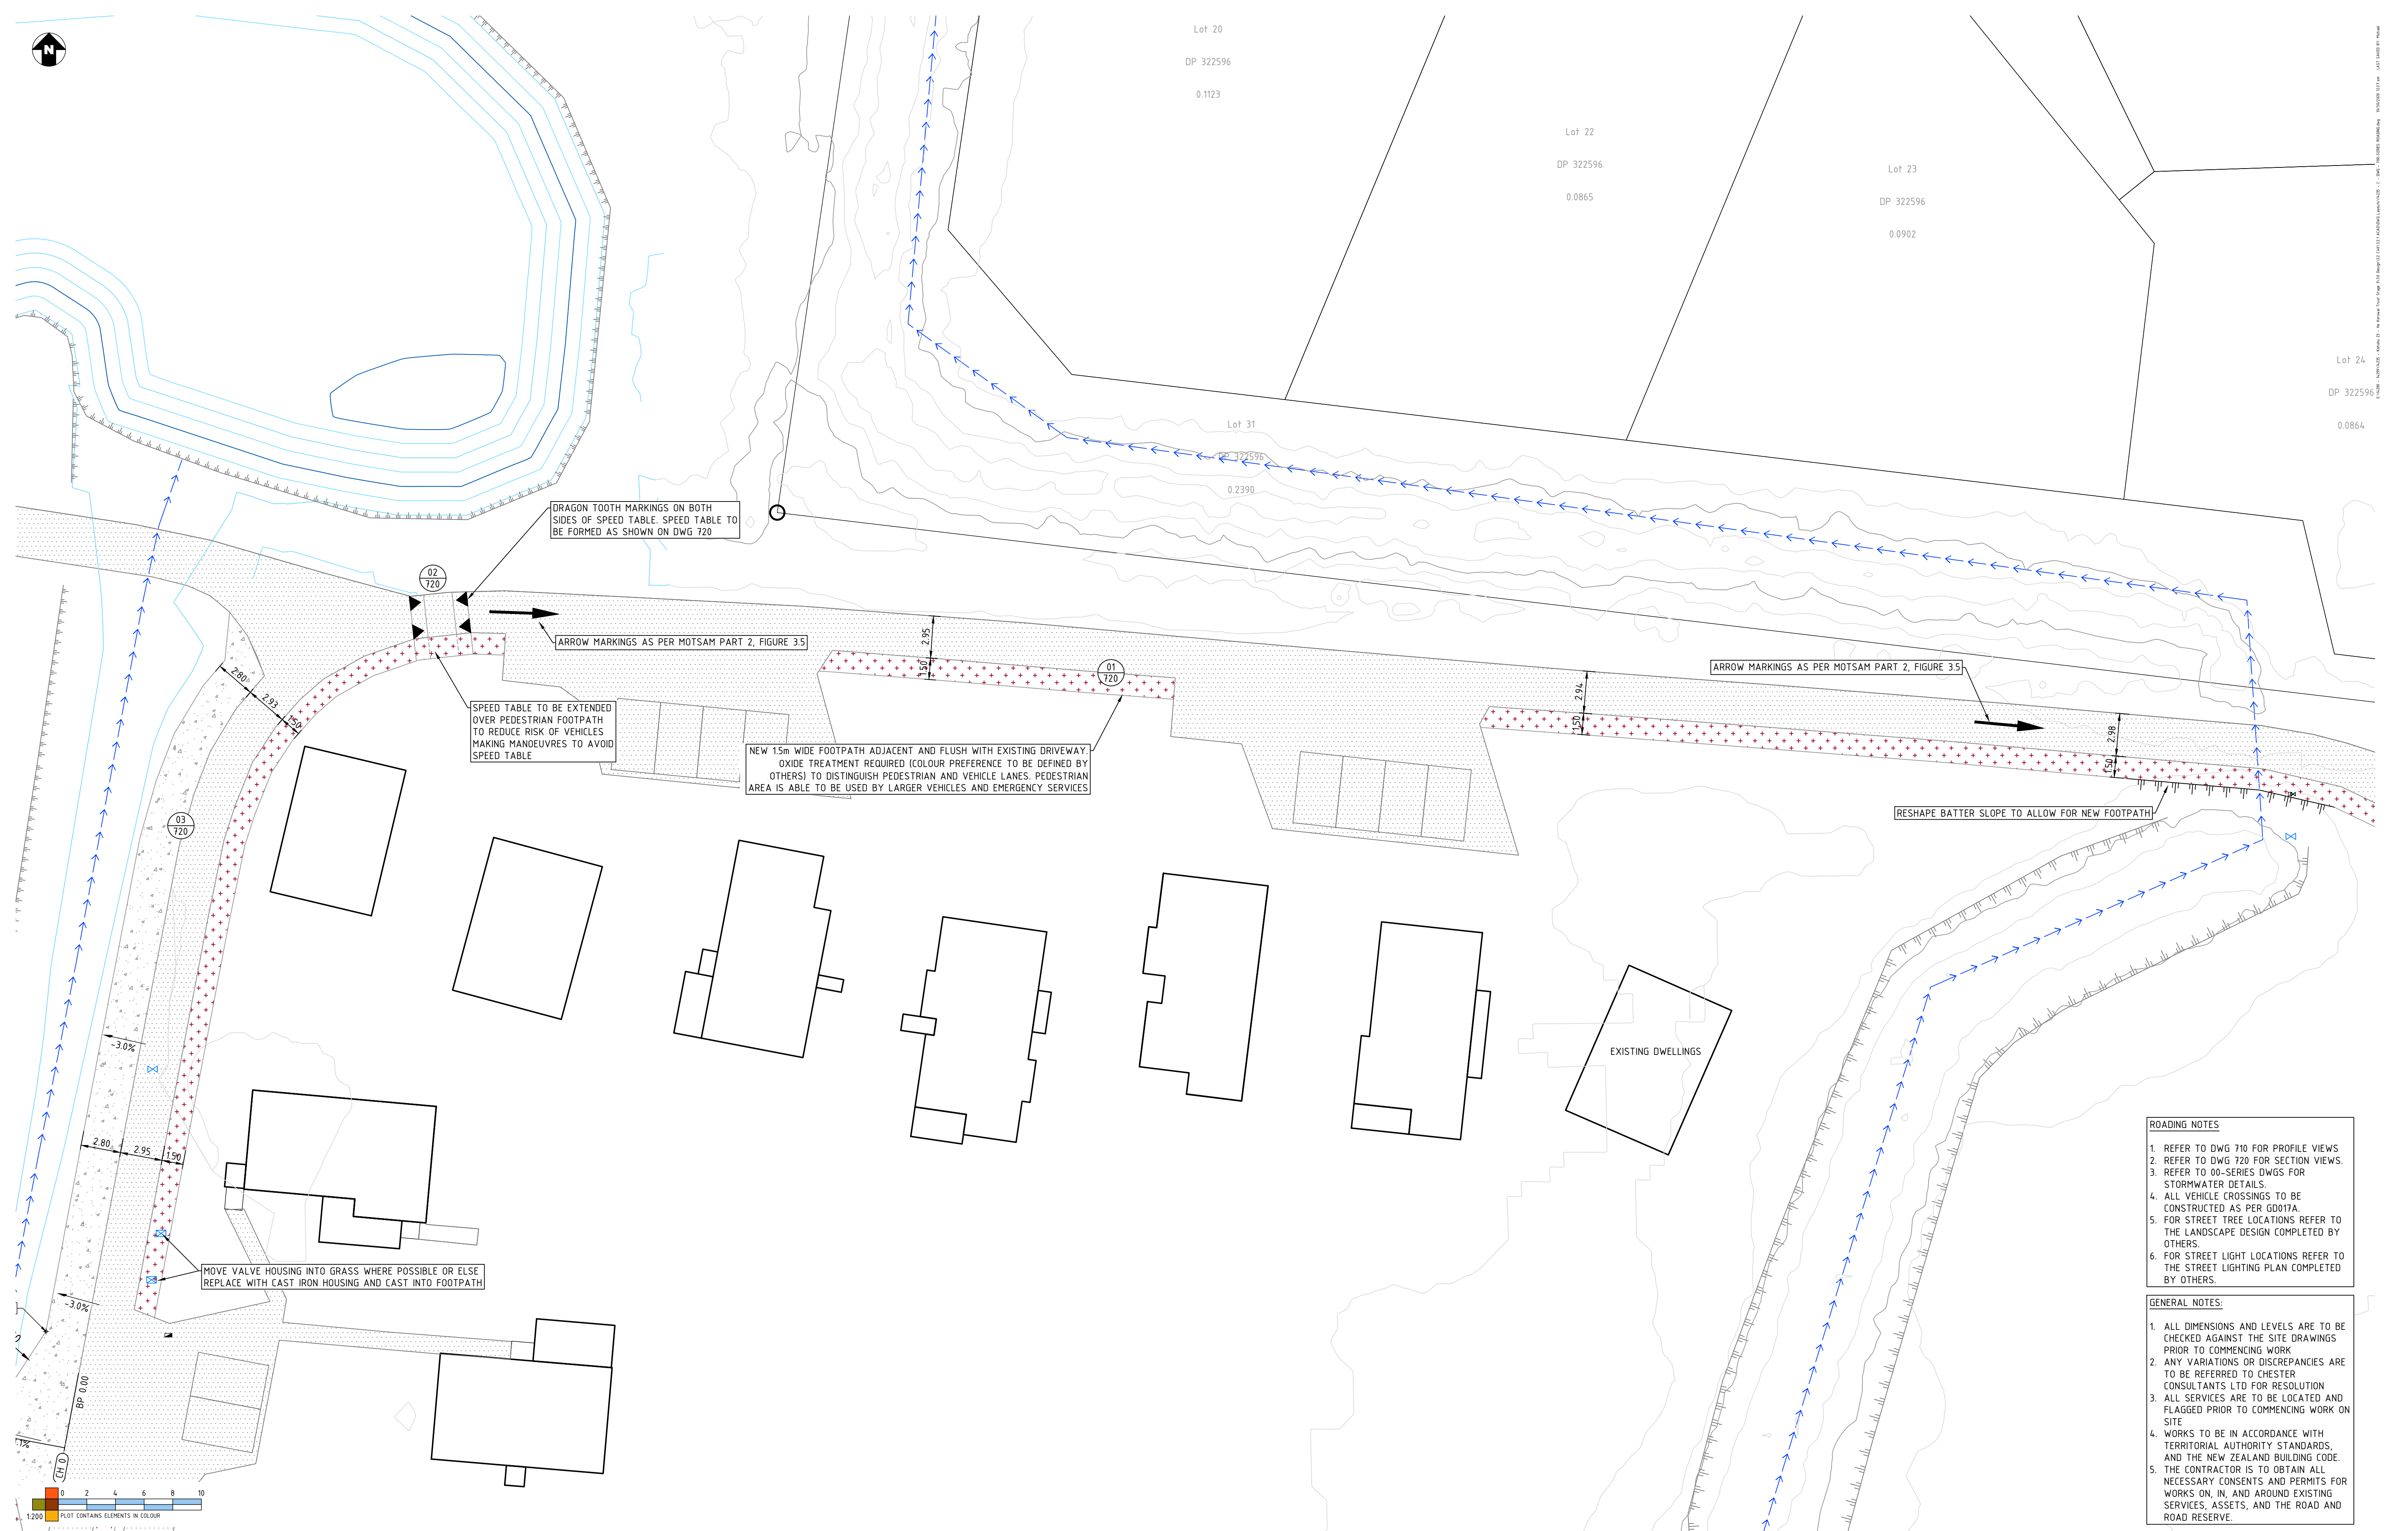 N
Lot 20
DP 322596
0.1123
Lot 22
DP 322596
0.0865
Lot 23
DP 322596
0.0902
Lot 24
DP 322596
0.0864
Lot 31
DP 322596
0.2390
DRAGON TOOTH MARKINGS ON BOTH
SIDES OF SPEED TABLE. SPEED TABLE TO
BE FORMED AS SHOWN ON DWG 720
02
720
ARROW MARKINGS AS PER MOTSAM PART 2, FIGURE 3.5
2.95
1.50
01
720
2.94
1.50
ARROW MARKINGS AS PER MOTSAM PART 2, FIGURE 3.5
2.98
1.50
2.80
2.93
1.50
SPEED TABLE TO BE EXTENDED
OVER PEDESTRIAN FOOTPATH
TO REDUCE RISK OF VEHICLES
MAKING MANOEUVRES TO AVOID
SPEED TABLE
NEW 1.5m WIDE FOOTPATH ADJACENT AND FLUSH WITH EXISTING DRIVEWAY.
OXIDE TREATMENT REQUIRED (COLOUR PREFERENCE TO BE DEFINED BY
OTHERS) TO DISTINGUISH PEDESTRIAN AND VEHICLE LANES. PEDESTRIAN
AREA IS ABLE TO BE USED BY LARGER VEHICLES AND EMERGENCY SERVICES
RESHAPE BATTER SLOPE TO ALLOW FOR NEW FOOTPATH
03
720
-3.0%
EXISTING DWELLINGS
2.80
2.95
1.50
MOVE VALVE HOUSING INTO GRASS WHERE POSSIBLE OR ELSE
REPLACE WITH CAST IRON HOUSING AND CAST INTO FOOTPATH
-3.0%
BP 0.00
1%
CH 0
0 2 4 6 8 10
1:200
PLOT CONTAINS ELEMENTS IN COLOUR
ROADING NOTES
1. REFER TO DWG 710 FOR PROFILE VIEWS
2. REFER TO DWG 720 FOR SECTION VIEWS.
3. REFER TO 00-SERIES DWGS FOR
STORMWATER DETAILS.
4. ALL VEHICLE CROSSINGS TO BE
CONSTRUCTED AS PER GD017A.
5. FOR STREET TREE LOCATIONS REFER TO
THE LANDSCAPE DESIGN COMPLETED BY
OTHERS.
6. FOR STREET LIGHT LOCATIONS REFER TO
THE STREET LIGHTING PLAN COMPLETED
BY OTHERS.
GENERAL NOTES:
1. ALL DIMENSIONS AND LEVELS ARE TO BE
CHECKED AGAINST THE SITE DRAWINGS
PRIOR TO COMMENCING WORK
2. ANY VARIATIONS OR DISCREPANCIES ARE
TO BE REFERRED TO CHESTER
CONSULTANTS LTD FOR RESOLUTION
3. ALL SERVICES ARE TO BE LOCATED AND
FLAGGED PRIOR TO COMMENCING WORK ON
SITE
4. WORKS TO BE IN ACCORDANCE WITH
TERRITORIAL AUTHORITY STANDARDS,
AND THE NEW ZEALAND BUILDING CODE.
5. THE CONTRACTOR IS TO OBTAIN ALL
NECESSARY CONSENTS AND PERMITS FOR
WORKS ON, IN, AND AROUND EXISTING
SERVICES, ASSETS, AND THE ROAD AND
ROAD RESERVE.